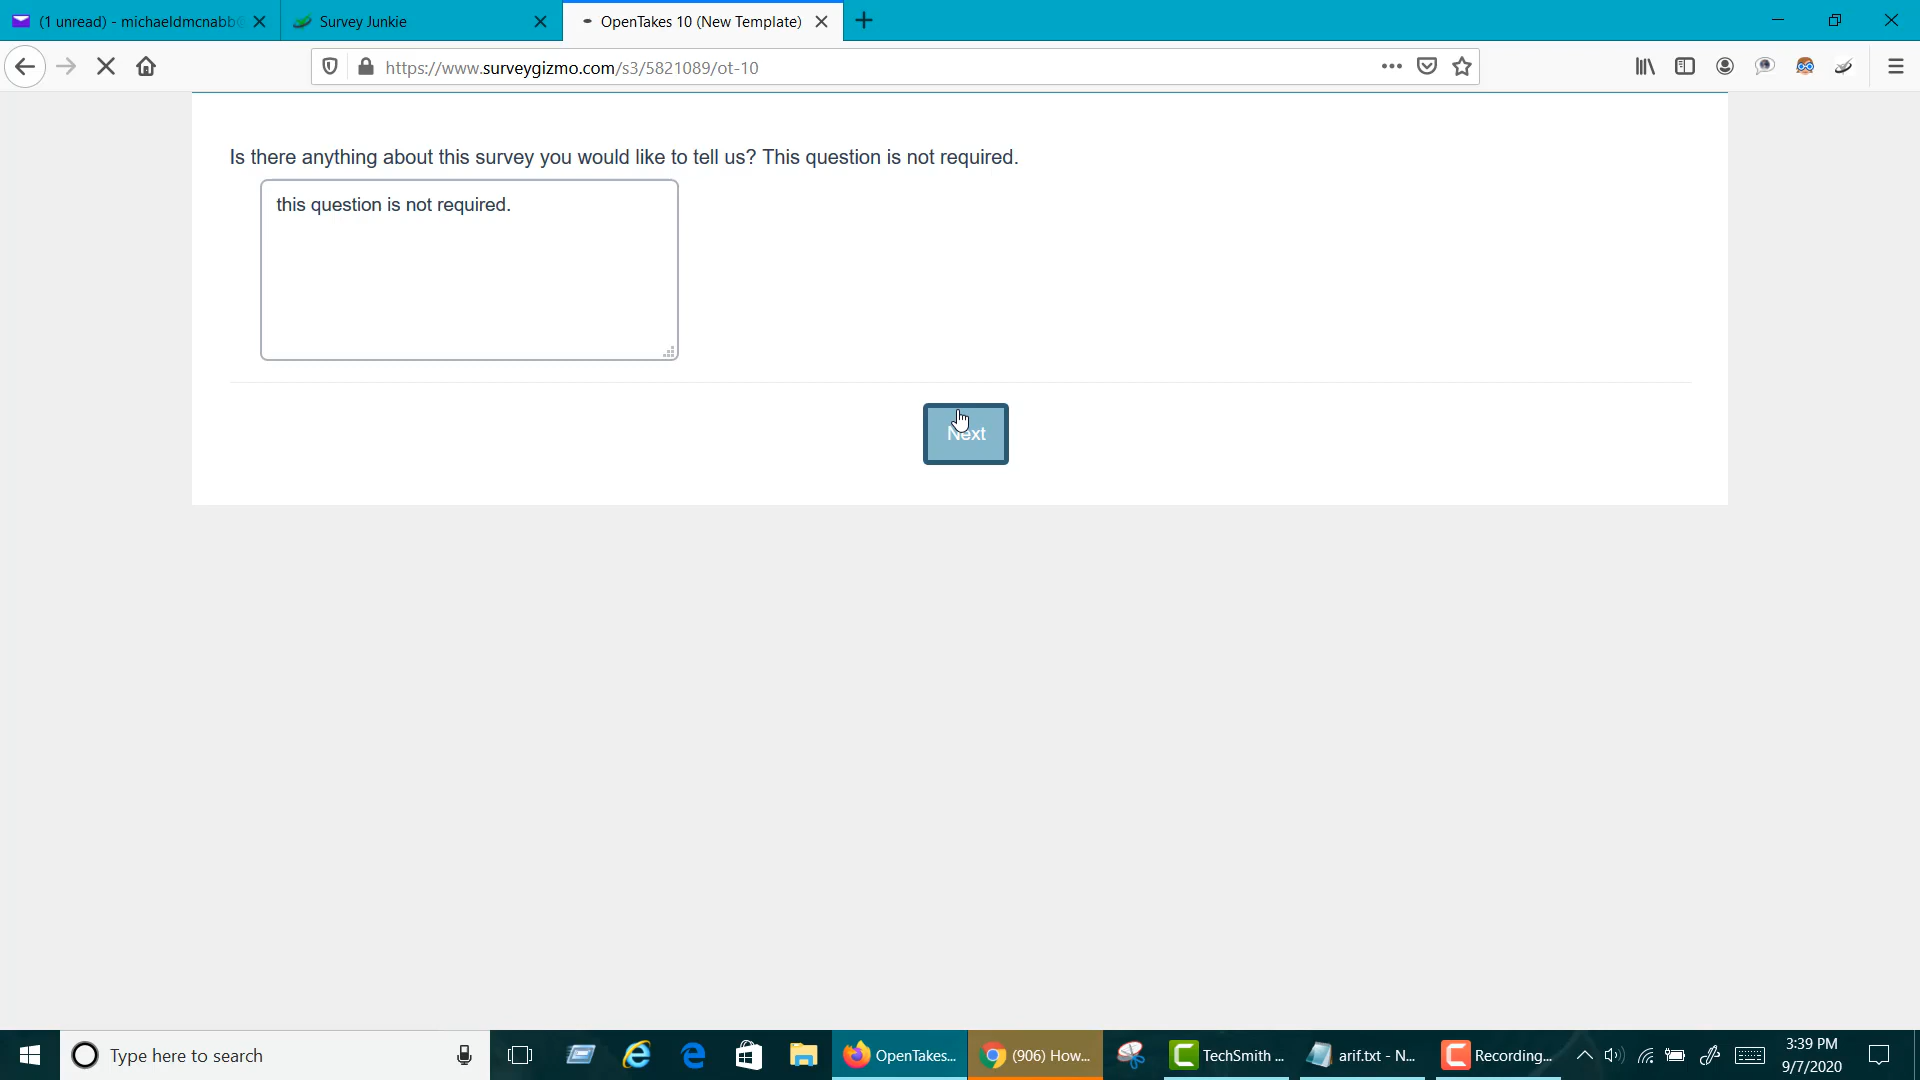 (1 unread) - michaeldmcnabb
Survey Junkie
OpenTakes 10 (New Template)
https://www.surveygizmo.com/s3/5821089/ot-10
Is there anything about this survey you would like to tell us? This question is not required.
this question is not required.
Next
Type here to search
OpenTakes...
(906) How...
TechSmith ...
arif.txt - N...
Recording...
3:39 PM
9/7/2020